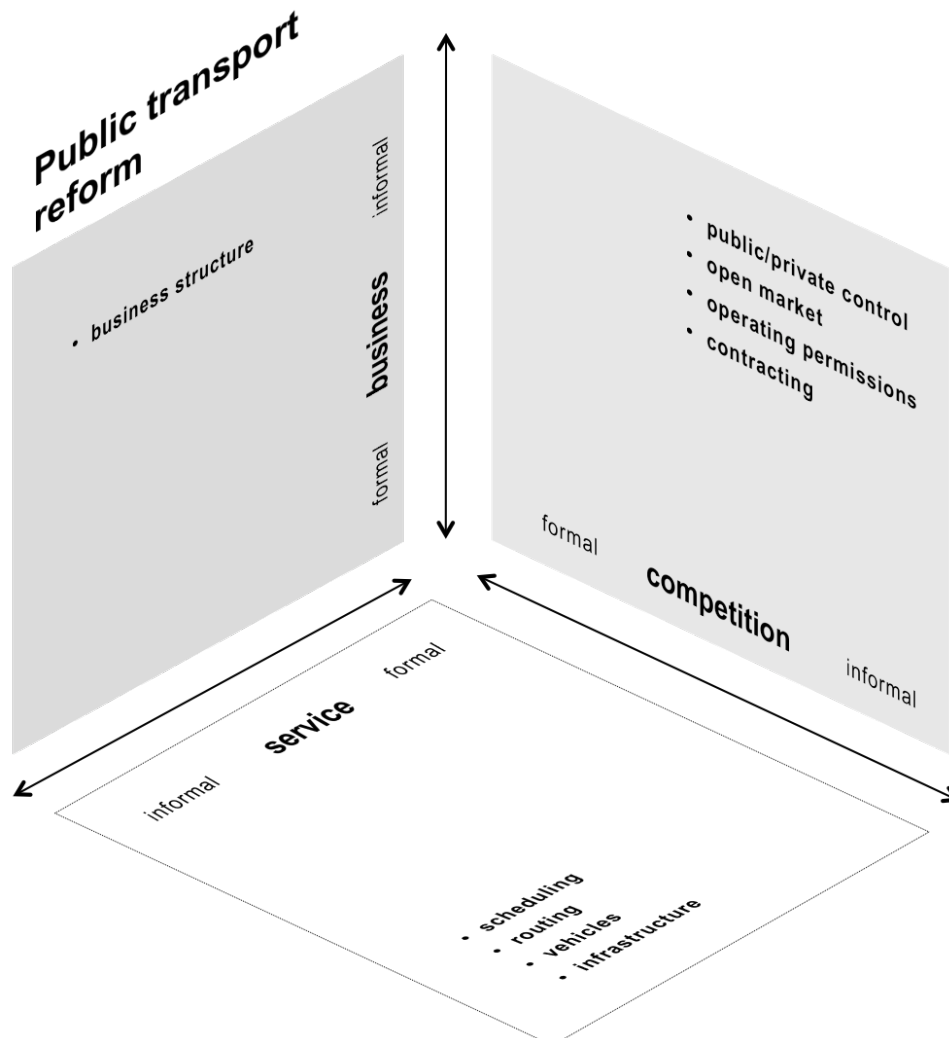 Public transport
reform
• business structure
informal
business
formal
• public/private control
• open market
• operating permissions
• contracting
formal
competition
informal
formal
service
informal
• scheduling
• routing
• vehicles
• infrastructure